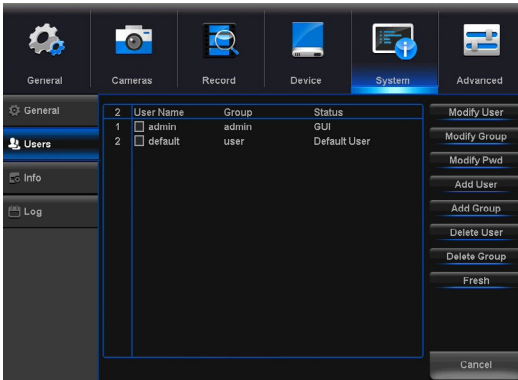 General Cameras Record Device System Advanced
General
Users
Info
Log
2 User Name Group Status
1 admin admin GUI
2 default user Default User
Modify User
Modify Group
Modify Pwd
Add User
Add Group
Delete User
Delete Group
Fresh
Cancel